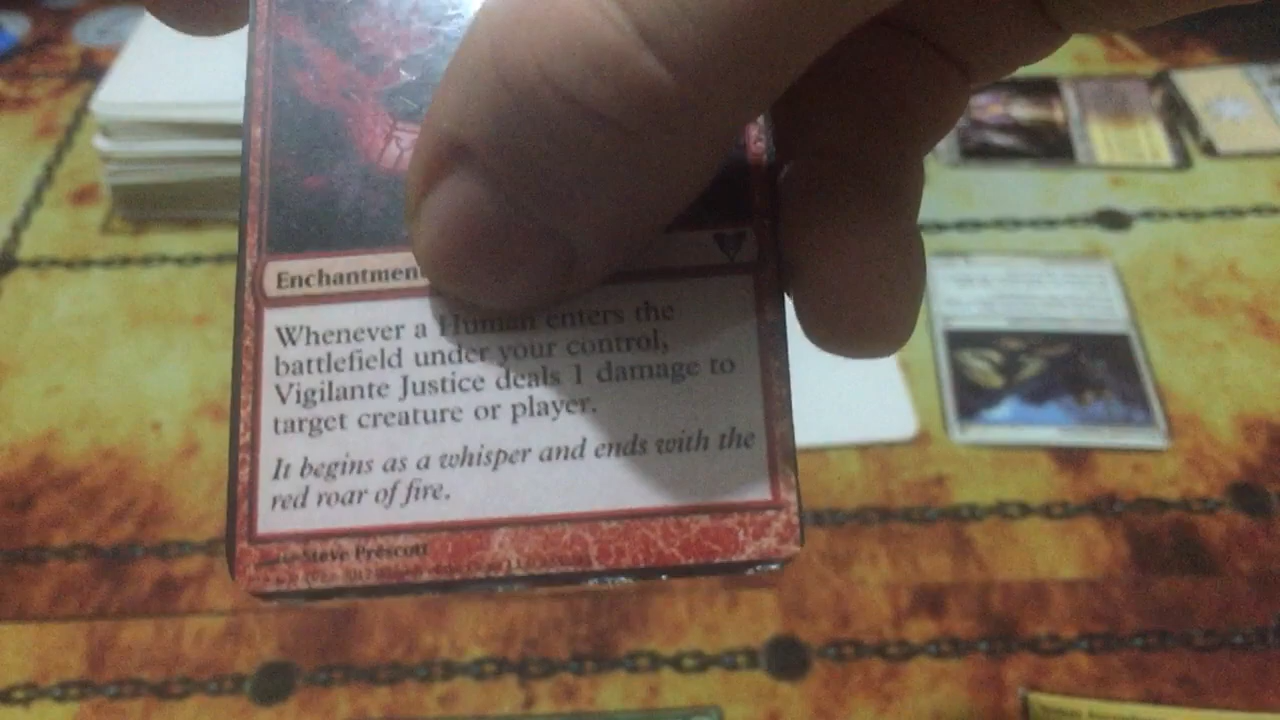 Enchantmen
Whenever a Human enters the
battlefield under your control,
Vigilante Justice deals 1 damage to
target creature or player.
It begins as a whisper and ends with the
red roar of fire.
Steve Prescott